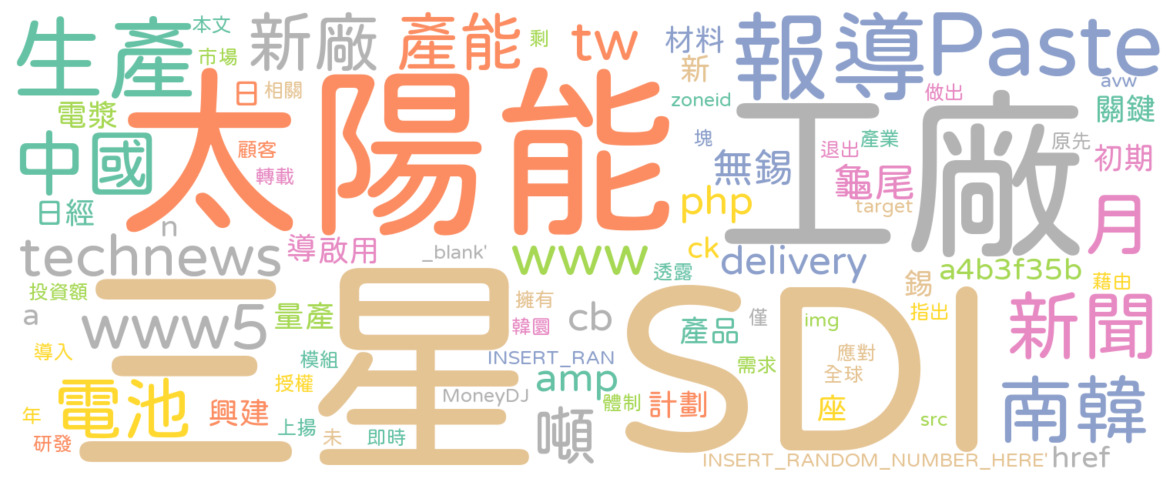 生產
本文
市場
新廠
產能
剩
tw
材料
新
報導
Paste
avw
zoneid
做出
關鍵
日
相關
電漿
太陽能
工廠
中國
顧客
轉載
日經
塊
無錫
退出
產業
龜尾
原先
初期
php
target
月
n
technews
導啟用
_blank'
www
ck
delivery
透露
a4b3f35b
錫
藉由
投資額
三星
SDI
擁有
指出
a
www5
量產
韓圜
cb
產品
僅
img
新聞
導入
模組
INSERT_RAN
需求
應對
全球
電池
授權
MoneyDJ
amp
體制
計劃
座
南韓
年
興建
上揚
未
即時
噸
src
研發
INSERT_RANDOM_NUMBER_HERE'
href